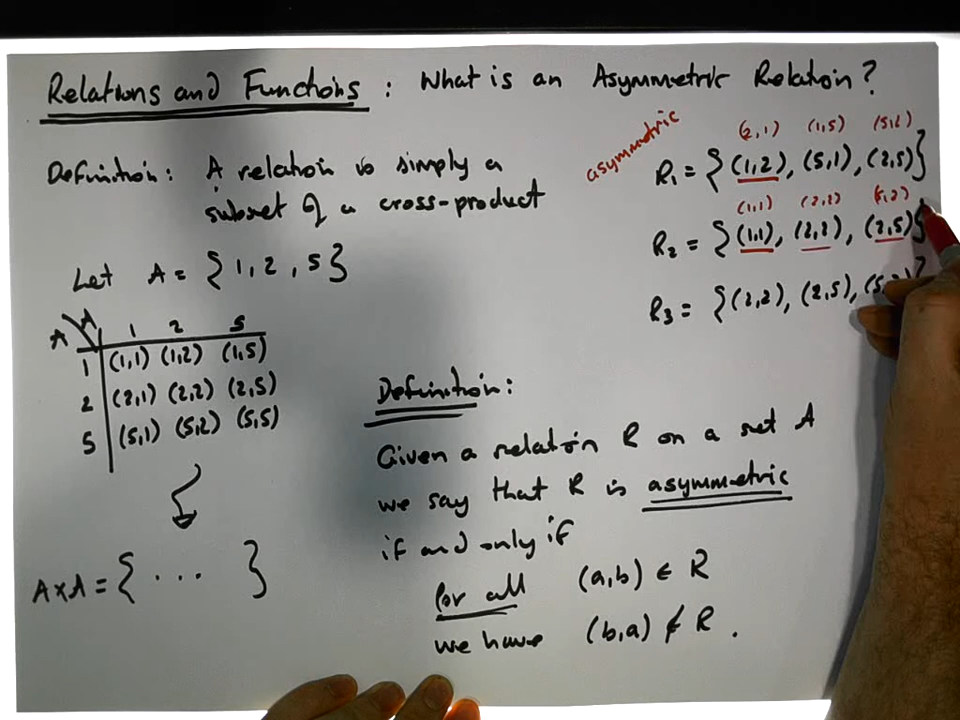 Relations and Functions : What is an Asymmetric Relation?
Definition: A relation is simply a
subset of a cross-product
Let A = {1, 2, 5}
A A
1 2 5
1 (1,1) (1,2) (1,5)
2 (2,1) (2,2) (2,5)
5 (5,1) (5,2) (5,5)
A×A = { ... }
asymmetric
(2,1) (1,5) (5,2)
R₁ = {(1,2), (5,1), (2,5)}
(1,1) (2,2) (5,2)
R₂ = {(1,1), (2,2), (2,5)}
R₃ = {(2,2), (2,5), (5,
Definition:
Given a relation R on a set A
we say that R is asymmetric
if and only if
for all (a,b) ∈ R
we have (b,a) ∉ R .